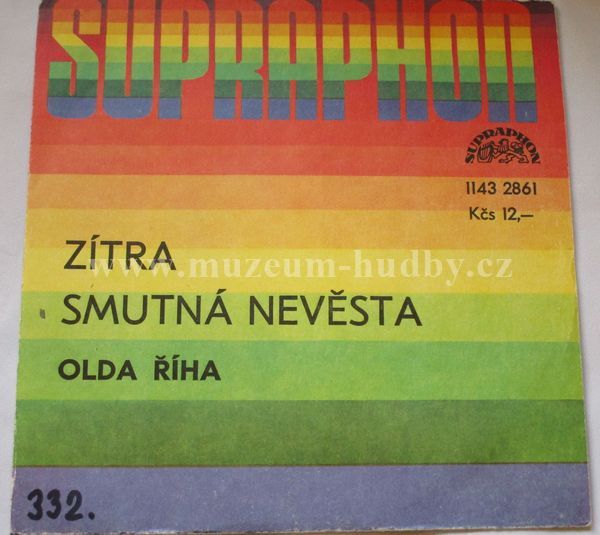 SUPRAPHON
SUPRAPHON
1143 2861
Kčs 12,–
ZÍTRA
www.muzeum-hudby.cz
SMUTNÁ NEVĚSTA
OLDA ŘÍHA
332.